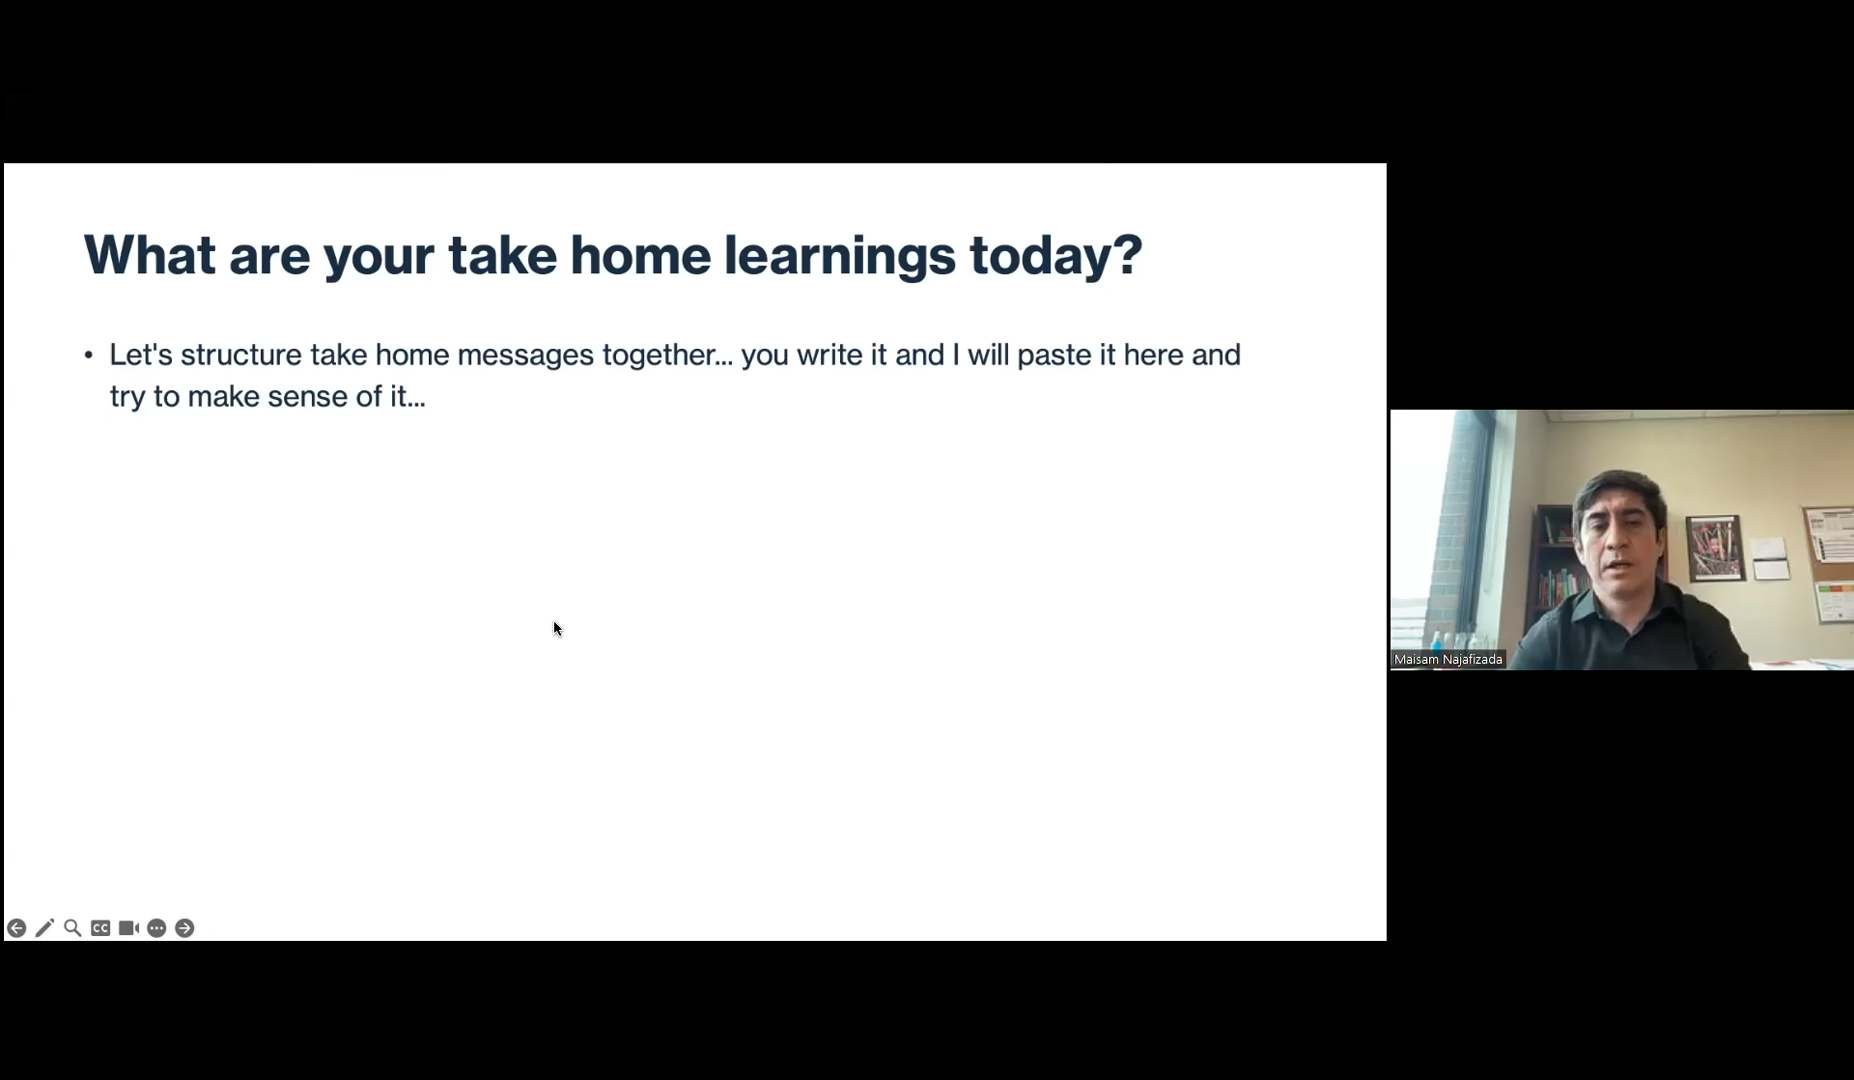 What are your take home learnings today?
• Let's structure take home messages together... you write it and I will paste it here and
try to make sense of it...
Maisam Najafizada
CC